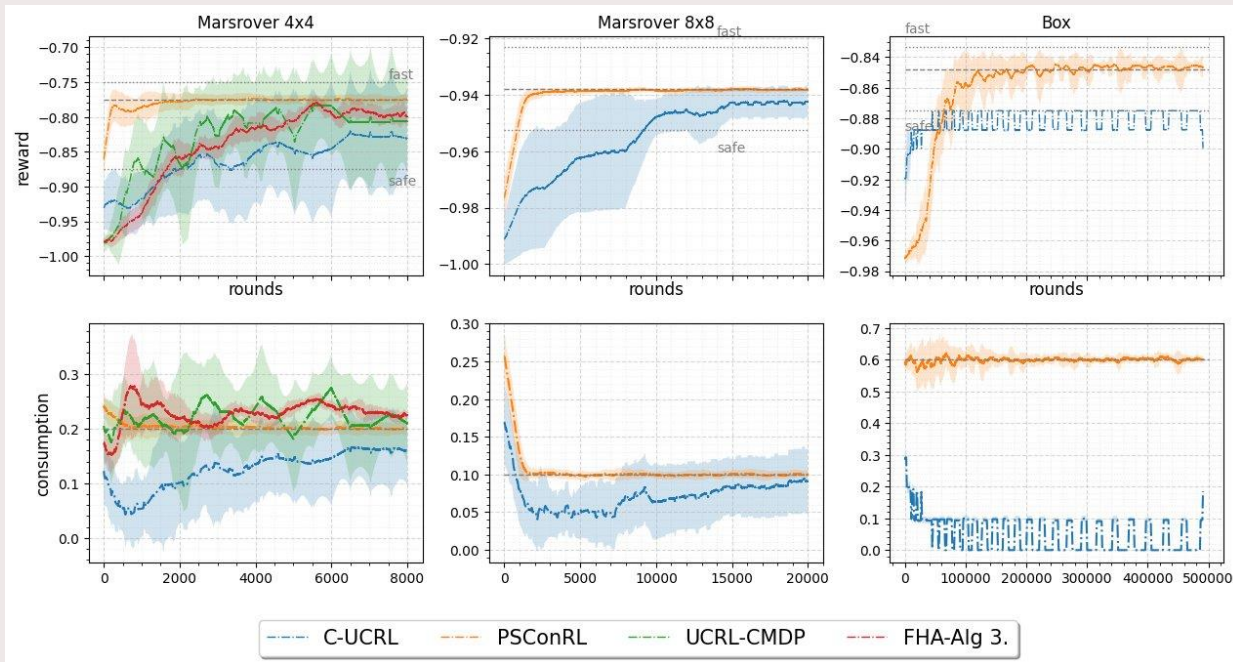 Marsrover 4x4
Marsrover 8x8
Box
reward
−0.70
−0.75
−0.80
−0.85
−0.90
−0.95
−1.00
fast
safe
rounds
−0.92
−0.94
−0.96
−0.98
−1.00
fast
safe
rounds
−0.84
−0.86
−0.88
−0.90
−0.92
−0.94
−0.96
−0.98
fast
safe
rounds
consumption
0.3
0.2
0.1
0.0
0 2000 4000 6000 8000
0.30
0.25
0.20
0.15
0.10
0.05
0.00
0 5000 10000 15000 20000
0.7
0.6
0.5
0.4
0.3
0.2
0.1
0.0
0 100000 200000 300000 400000 500000
C-UCRL PSConRL UCRL-CMDP FHA-Alg 3.